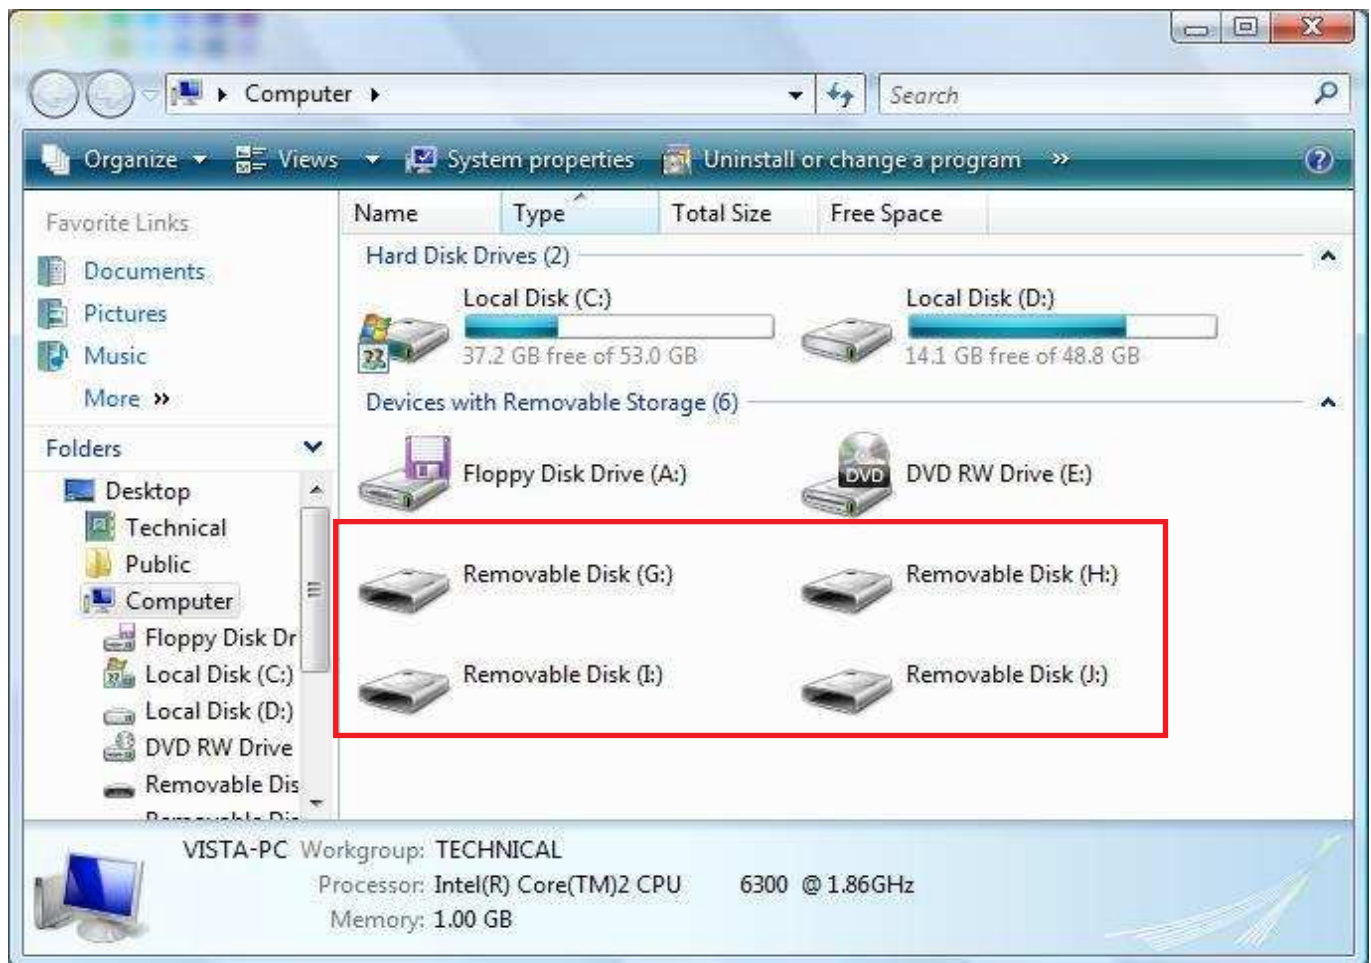 Computer
Search
Organize Views System properties Uninstall or change a program »
Favorite Links
Documents
Pictures
Music
More »
Folders
Desktop
Technical
Public
Computer
Floppy Disk Dr
Local Disk (C:)
Local Disk (D:)
DVD RW Drive
Removable Dis
Name Type Total Size Free Space
Hard Disk Drives (2)
Local Disk (C:) Local Disk (D:)
37.2 GB free of 53.0 GB 14.1 GB free of 48.8 GB
Devices with Removable Storage (6)
Floppy Disk Drive (A:) DVD RW Drive (E:)
DVD
Removable Disk (G:) Removable Disk (H:)
Removable Disk (I:) Removable Disk (J:)
VISTA-PC Workgroup: TECHNICAL
Processor: Intel(R) Core(TM)2 CPU 6300 @ 1.86GHz
Memory: 1.00 GB